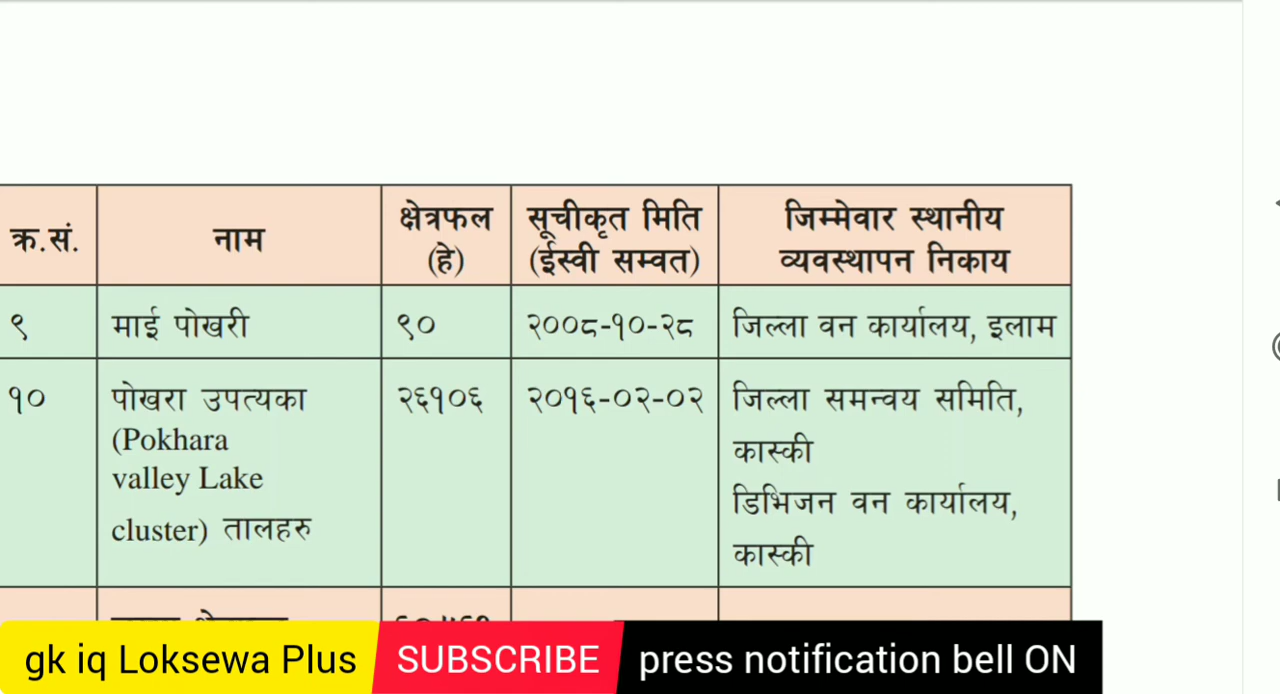 क्र.सं. नाम क्षेत्रफल (हे) सूचीकृत मिति (ईस्वी सम्वत) जिम्मेवार स्थानीय व्यवस्थापन निकाय
९ माई पोखरी ९० २००८-१०-२८ जिल्ला वन कार्यालय, इलाम
१० पोखरा उपत्यका २६१०६ २०१६-०२-०२ जिल्ला समन्वय समिति,
(Pokhara कास्की
valley Lake डिभिजन वन कार्यालय,
cluster) तालहरु कास्की
gk iq Loksewa Plus SUBSCRIBE press notification bell ON